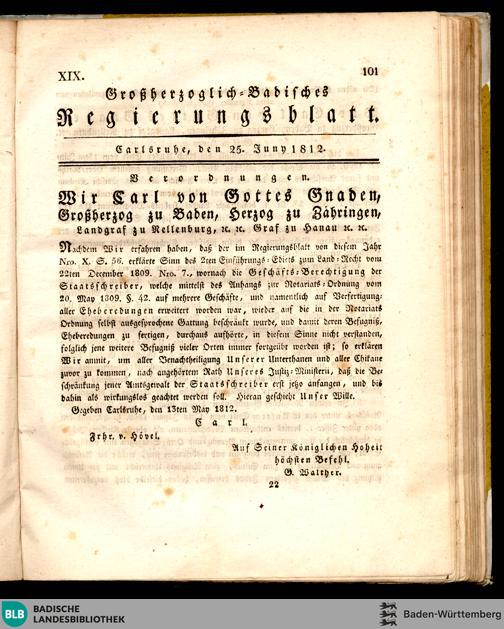 XIX.
101
Großherzoglich-Badisches
Regierungsblatt.
Carlsruhe, den 25. Juny 1812.
Verordnungen.
Wir Carl von Gottes Gnaden,
Großherzog zu Baden, Herzog zu Zähringen,
Landgraf zu Nellenburg, ꝛc. ꝛc. Graf zu Hanau ꝛc. ꝛc.
Nachdem Wir erfahren haben, daß der im Regierungsblatt von diesem Jahr
Nro. X. S. 56. erklärte Sinn des 2ten Einführungs-Edicts zum Land-Recht vom
22ten December 1809. Nro. 7., wornach die Geschäfts-Berechtigung der
Staatsschreiber, welche mittelst des Anhangs zur Notariats-Ordnung vom
20. May 1809. §. 42. auf mehrere Geschäfte, und namentlich auf Verfertigung
aller Eheberedungen erweitert worden war, wieder auf die in der Notariats
Ordnung selbst ausgesprochene Gattung beschränkt wurde, und damit deren Befugniß,
Eheberedungen zu fertigen, durchaus aufhörte, in diesem Sinne nicht verstanden,
folglich jene weitere Befugniß vieler Orten immer fortgeübt worden ist; so erklären
Wir anmit, um aller Benachtheiligung Unserer Unterthanen und aller Chikane
zuvor zu kommen, nach angehörtem Rath Unseres Justiz-Ministerii, daß die Be-
schränkung jener Amtsgewalt der Staatsschreiber erst jetzo anfangen, und bis
dahin als wirkungslos geachtet werden soll. Hieran geschieht Unser Wille.
Gegeben Carlsruhe, den 13ten May 1812.
Carl.
Frhr. v. Hövel.
Auf Seiner Königlichen Hoheit
höchsten Befehl.
G. Walther.
22
BLB BADISCHE
LANDESBIBLIOTHEK
Baden-Württemberg